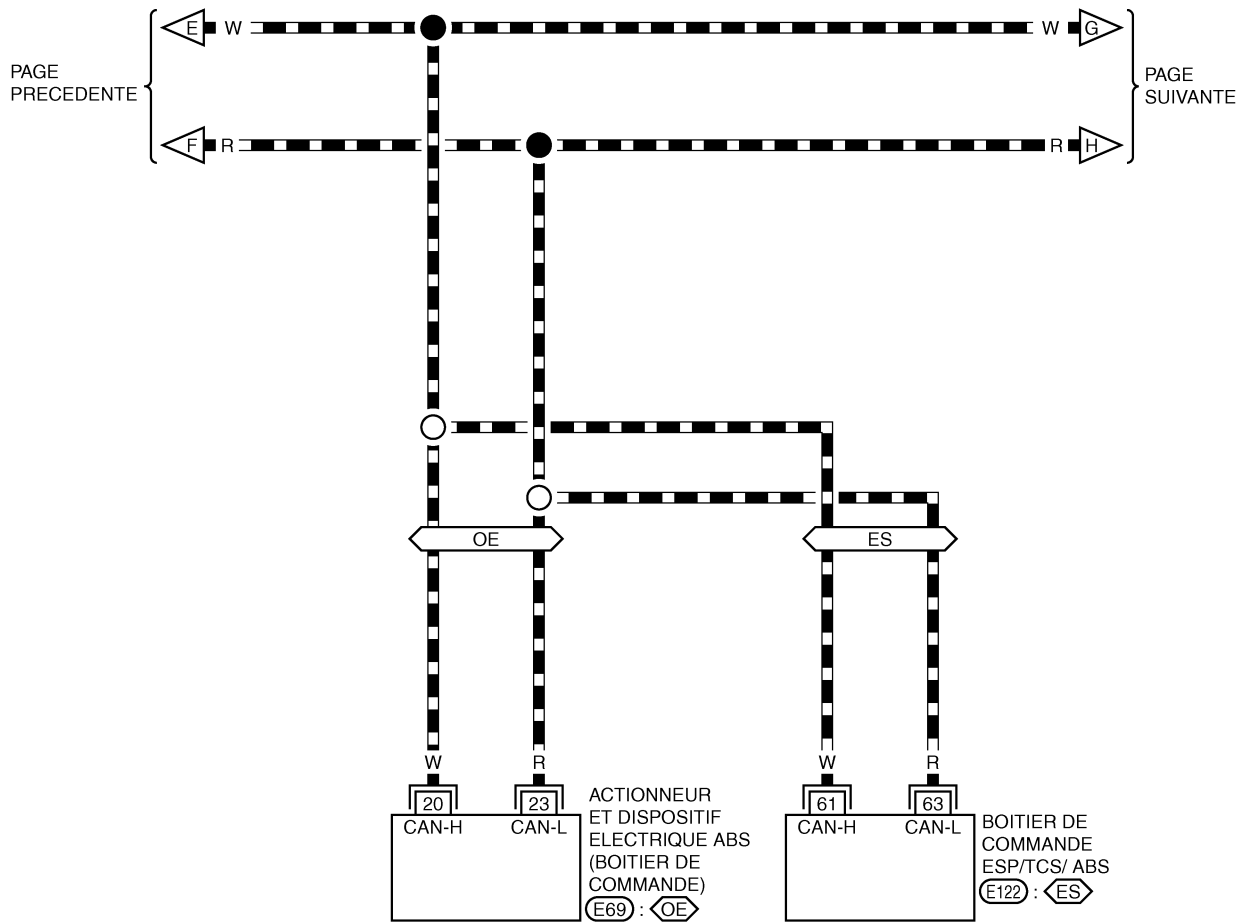 E W W G
PAGE
PRECEDENTE
PAGE
SUIVANTE
F R R H
OE
ES
W R W R
20 23 61 63
CAN-H CAN-L
ACTIONNEUR
ET DISPOSITIF
ELECTRIQUE ABS
(BOITIER DE
COMMANDE)
E69 : OE
CAN-H CAN-L
BOITIER DE
COMMANDE
ESP/TCS/ ABS
E122 : ES